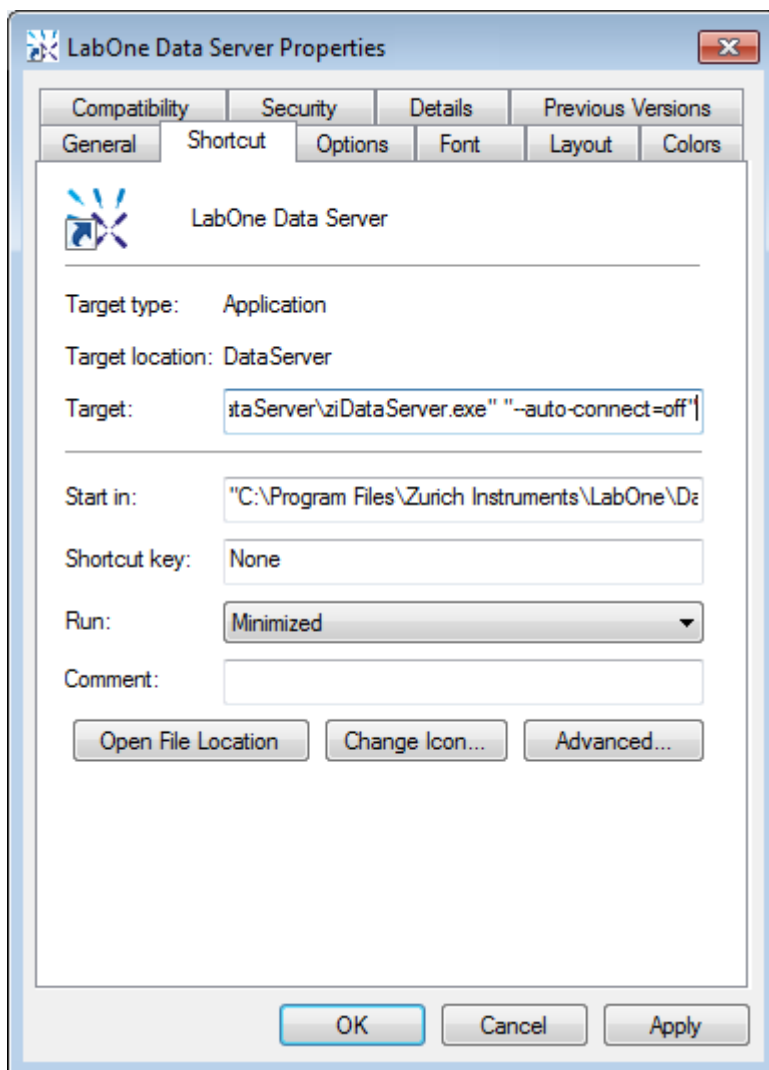 LabOne Data Server Properties
Compatibility Security Details Previous Versions
General Shortcut Options Font Layout Colors
LabOne Data Server
Target type: Application
Target location: DataServer
Target: ataServer\ziDataServer.exe" "--auto-connect=off"
Start in: "C:\Program Files\Zurich Instruments\LabOne\Da
Shortcut key: None
Run: Minimized
Comment:
Open File Location Change Icon... Advanced...
OK Cancel Apply